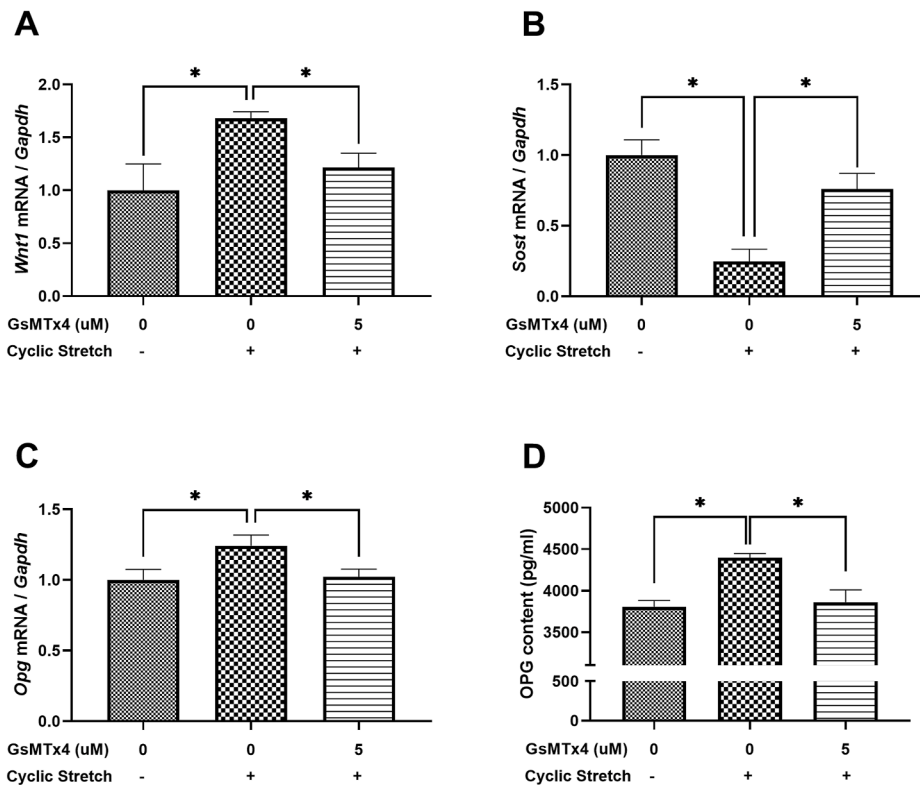 A
Wnt1 mRNA / Gapdh
2.0
1.5
1.0
0.5
0.0
* *
GsMTx4 (uM) 0 0 5
Cyclic Stretch - + +
B
Sost mRNA / Gapdh
1.5
1.0
0.5
0.0
* *
GsMTx4 (uM) 0 0 5
Cyclic Stretch - + +
C
Opg mRNA / Gapdh
1.5
1.0
0.5
0.0
* *
GsMTx4 (uM) 0 0 5
Cyclic Stretch - + +
D
OPG content (pg/ml)
5000
4500
4000
3500
500
0
* *
GsMTx4 (uM) 0 0 5
Cyclic Stretch - + +